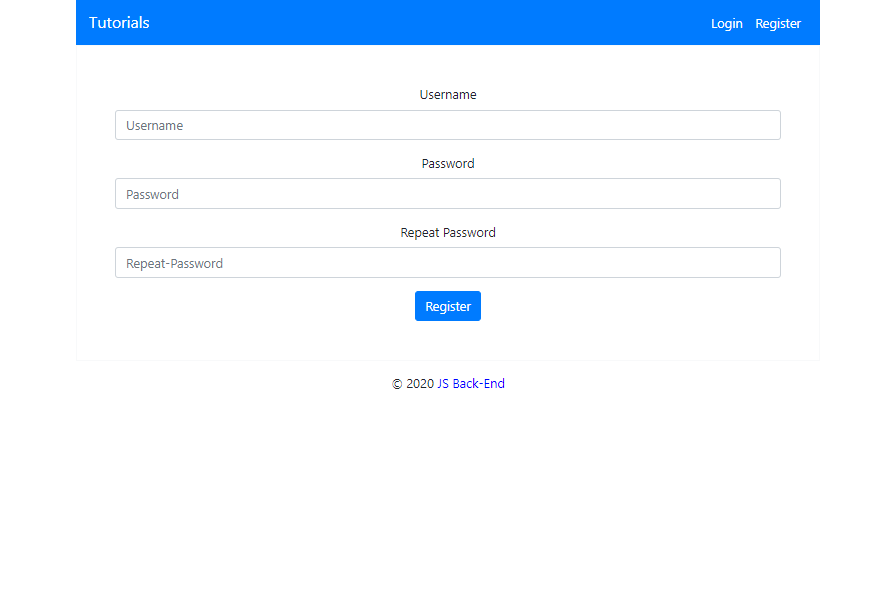 Tutorials Login Register
Username
Username
Password
Password
Repeat Password
Repeat-Password
Register
© 2020 JS Back-End